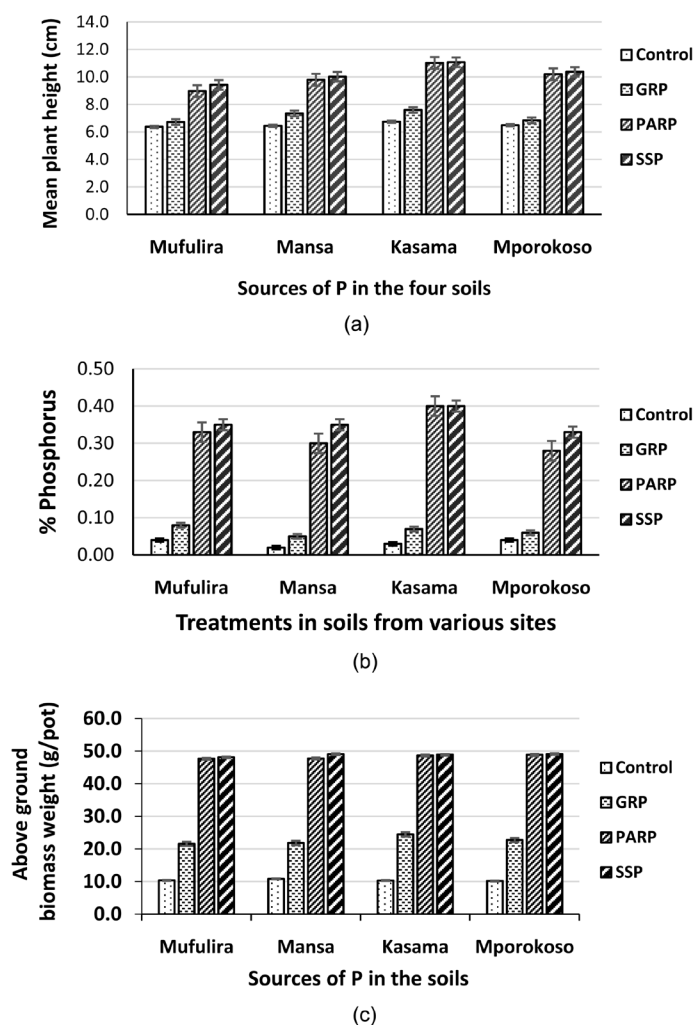 14.0
12.0
10.0
8.0
6.0
4.0
2.0
0.0
Mean plant height (cm)
Mufulira Mansa Kasama Mporokoso
Sources of P in the four soils
Control
GRP
PARP
SSP
(a)
0.50
0.40
0.30
0.20
0.10
0.00
% Phosphorus
Mufulira Mansa Kasama Mporokoso
Treatments in soils from various sites
Control
GRP
PARP
SSP
(b)
60.0
50.0
40.0
30.0
20.0
10.0
0.0
Above ground
biomass weight (g/pot)
Mufulira Mansa Kasama Mporokoso
Sources of P in the soils
Control
GRP
PARP
SSP
(c)